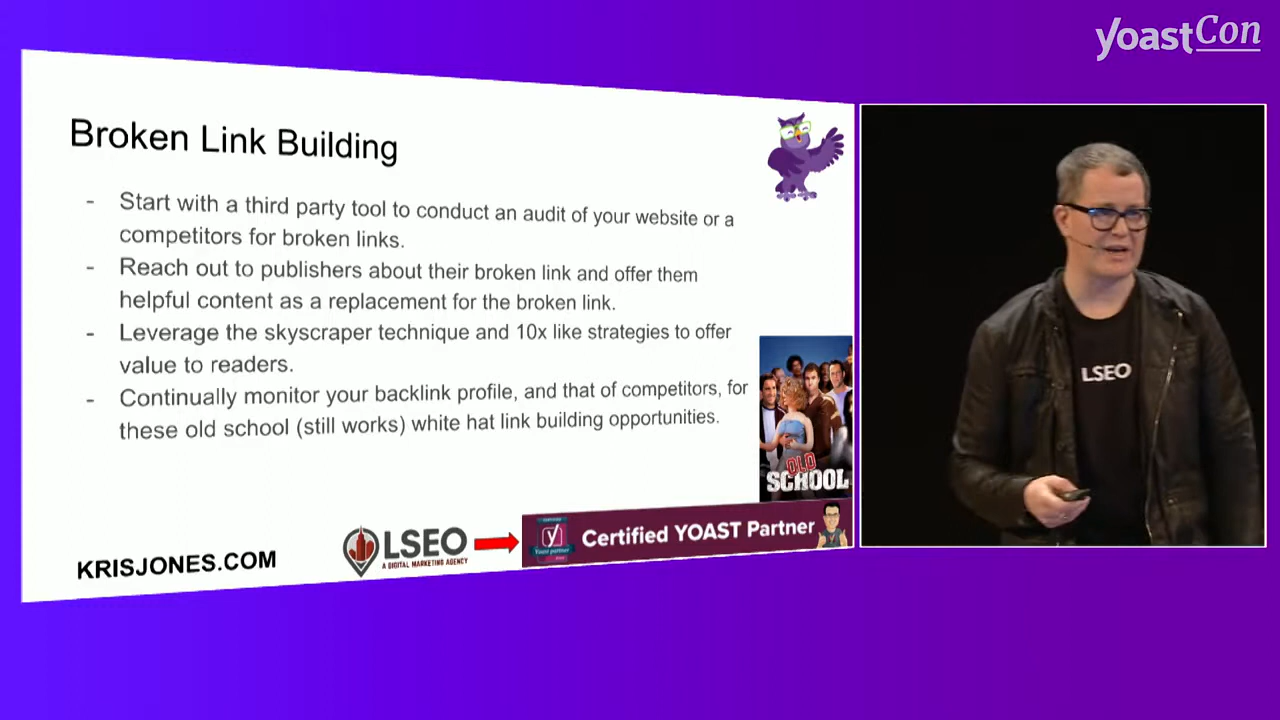 yoastCon
Broken Link Building
- Start with a third party tool to conduct an audit of your website or a
competitors for broken links.
- Reach out to publishers about their broken link and offer them
helpful content as a replacement for the broken link.
- Leverage the skyscraper technique and 10x like strategies to offer
value to readers.
- Continually monitor your backlink profile, and that of competitors, for
these old school (still works) white hat link building opportunities.
OLD
SCHOOL
LSEO
A DIGITAL MARKETING AGENCY
Certified YOAST Partner
y
Yoast partner
KRISJONES.COM
LSEO